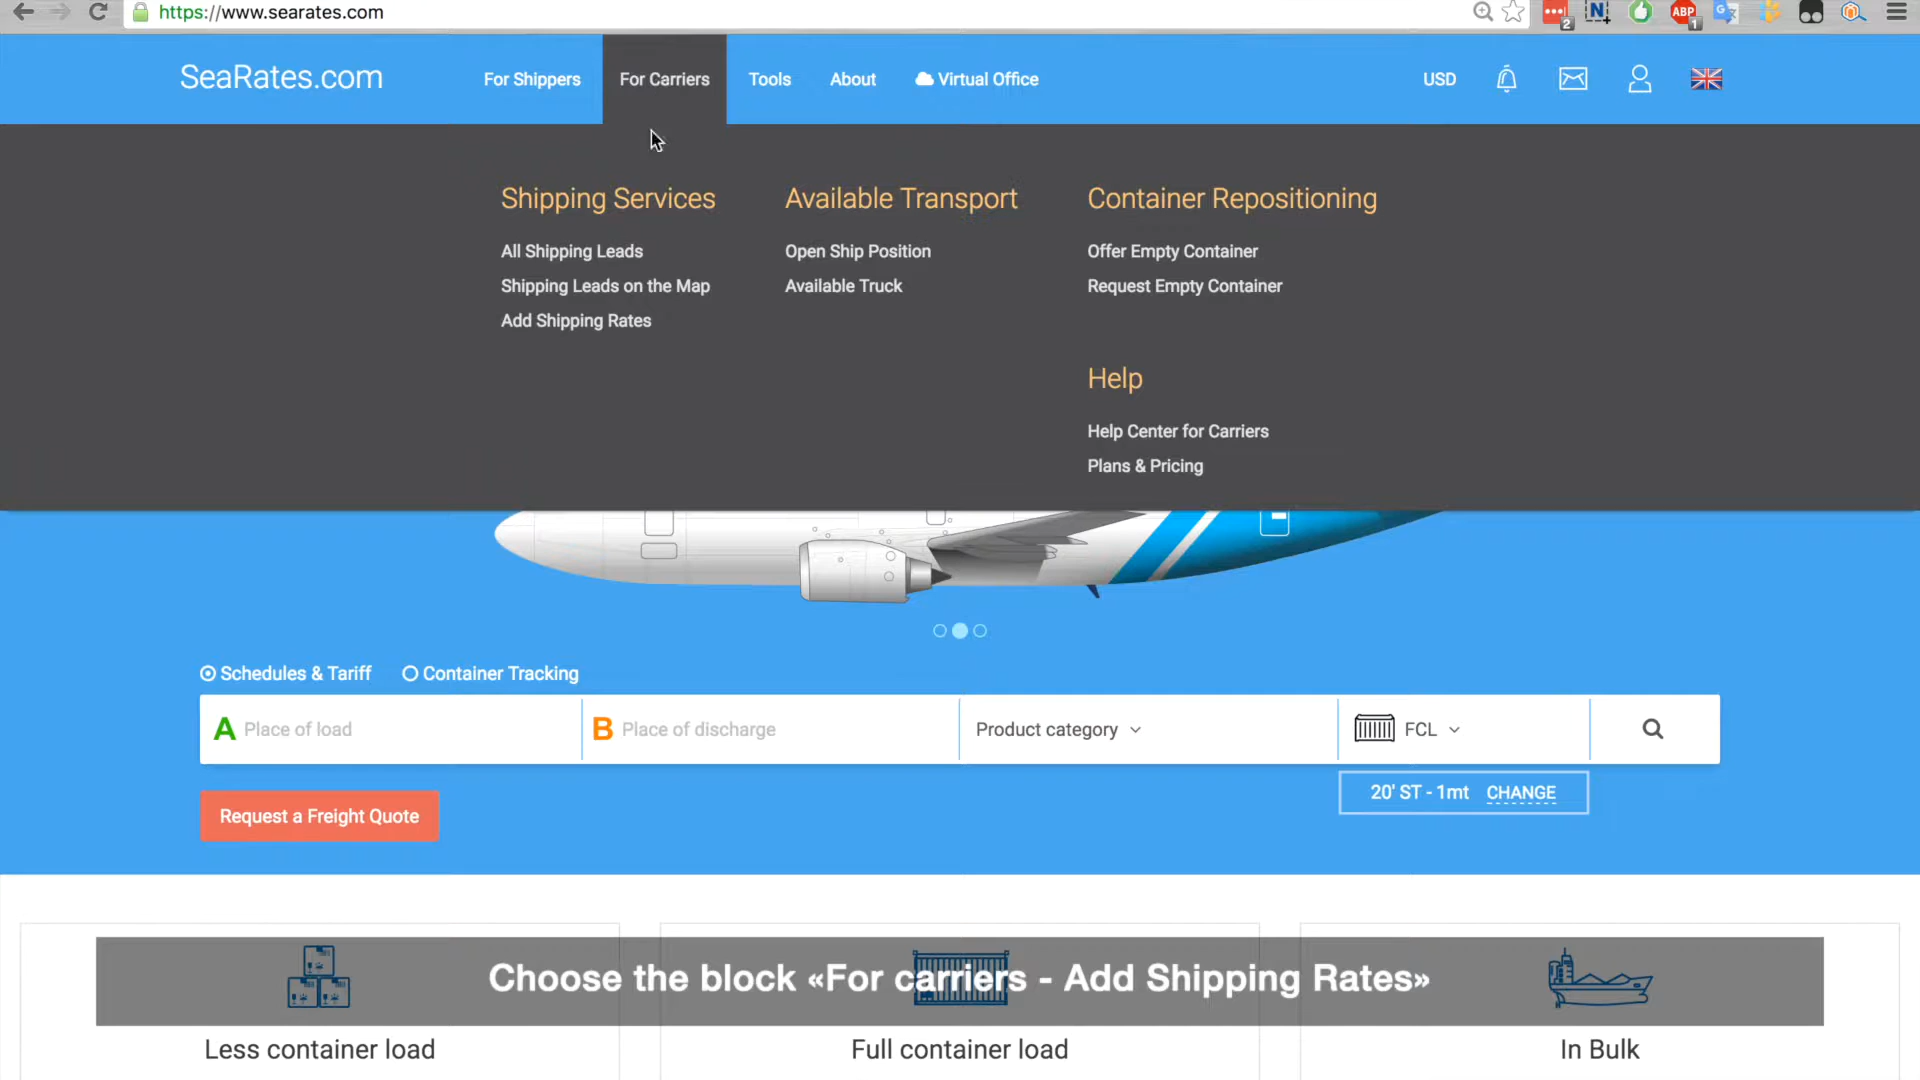 https://www.searates.com
2
N
ABP
1
SeaRates.com
For Shippers
For Carriers
Tools
About
Virtual Office
USD
Shipping Services
All Shipping Leads
Shipping Leads on the Map
Add Shipping Rates
Available Transport
Open Ship Position
Available Truck
Container Repositioning
Offer Empty Container
Request Empty Container
Help
Help Center for Carriers
Plans & Pricing
Schedules & Tariff
Container Tracking
A Place of load
B Place of discharge
Product category
FCL
20' ST - 1mt CHANGE
Request a Freight Quote
Choose the block «For carriers - Add Shipping Rates»
Less container load
Full container load
In Bulk